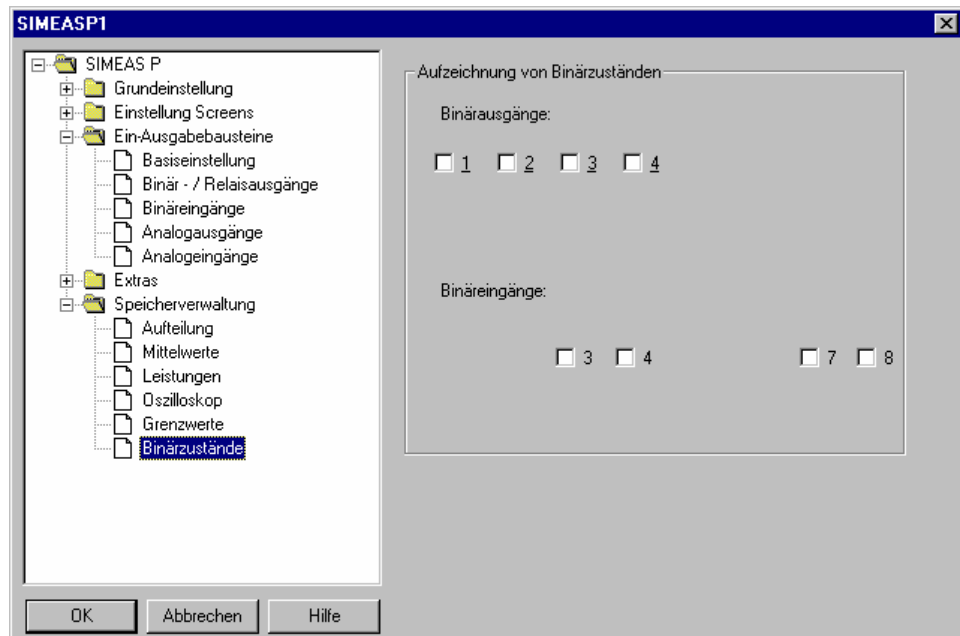 SIMEASP1
SIMEAS P
Grundeinstellung
Einstellung Screens
Ein-Ausgabebausteine
Basiseinstellung
Binär - / Relaisausgänge
Binäreingänge
Analogausgänge
Analogeingänge
Extras
Speicherverwaltung
Aufteilung
Mittelwerte
Leistungen
Oszilloskop
Grenzwerte
Binärzustände
OK Abbrechen Hilfe
Aufzeichnung von Binärzuständen
Binärausgänge:
1 2 3 4
Binäreingänge:
3 4 7 8